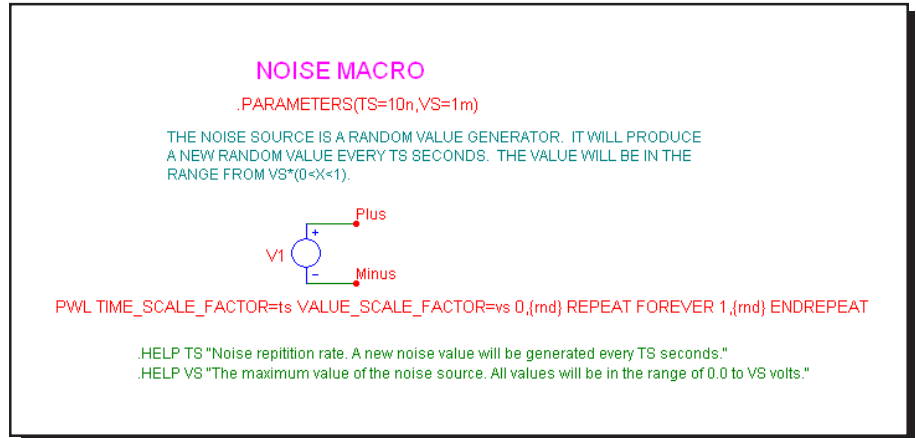 NOISE MACRO
.PARAMETERS(TS=10n,VS=1m)
THE NOISE SOURCE IS A RANDOM VALUE GENERATOR. IT WILL PRODUCE
A NEW RANDOM VALUE EVERY TS SECONDS. THE VALUE WILL BE IN THE
RANGE FROM VS*(0<X<1).
Plus
+
V1
−
Minus
PWL TIME_SCALE_FACTOR=ts VALUE_SCALE_FACTOR=vs 0,{rnd} REPEAT FOREVER 1,{rnd} ENDREPEAT
.HELP TS "Noise repitition rate. A new noise value will be generated every TS seconds."
.HELP VS "The maximum value of the noise source. All values will be in the range of 0.0 to VS volts."